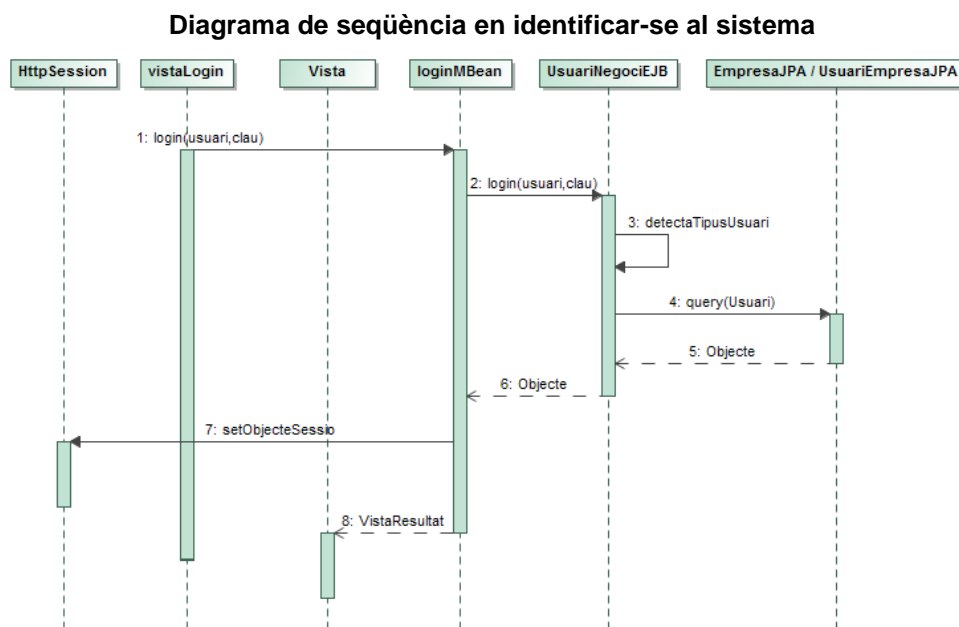 Diagrama de seqüència en identificar-se al sistema
HttpSession
vistaLogin
Vista
loginMBean
UsuariNegociEJB
EmpresaJPA / UsuariEmpresaJPA
1: login(usuari,clau)
2: login(usuari,clau)
3: detectaTipusUsuari
4: query(Usuari)
5: Objecte
6: Objecte
7: setObjecteSessio
8: VistaResultat